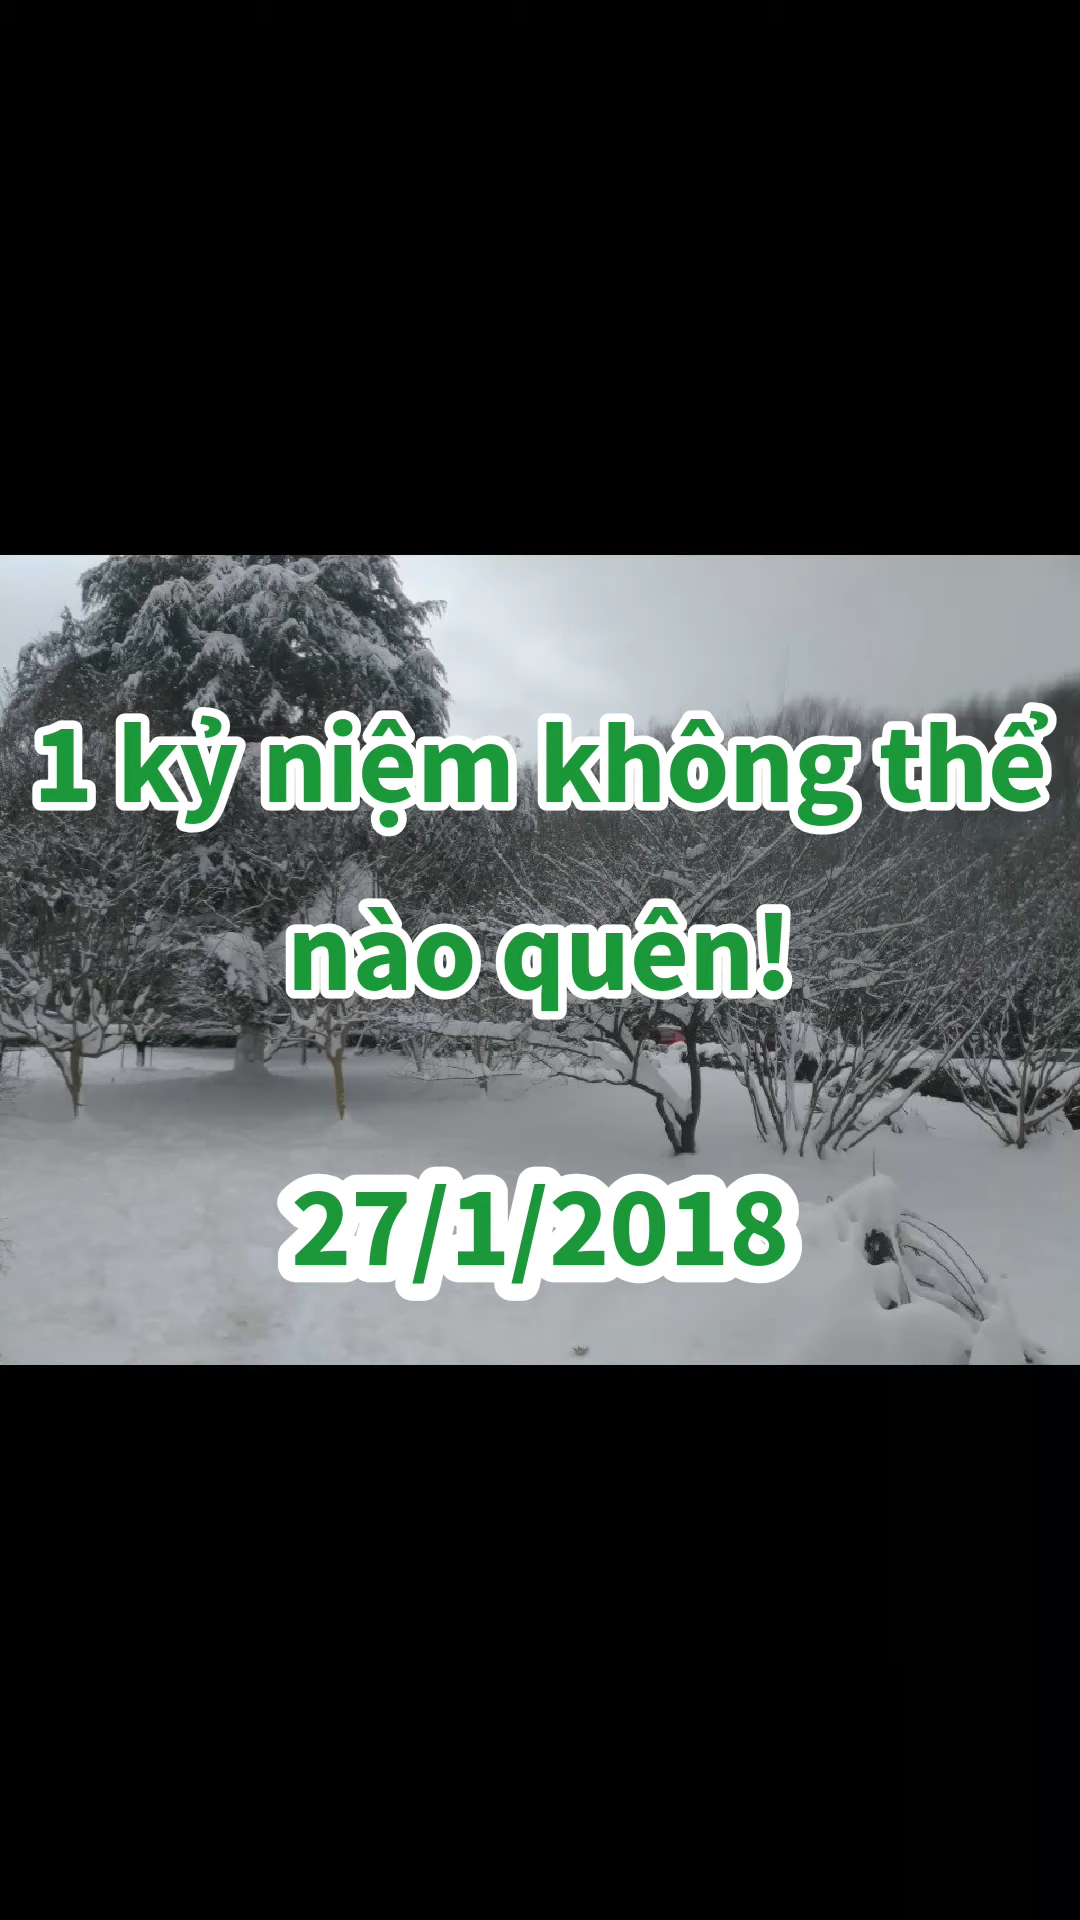 1 kỷ niệm không thể
nào quên!
27/1/2018